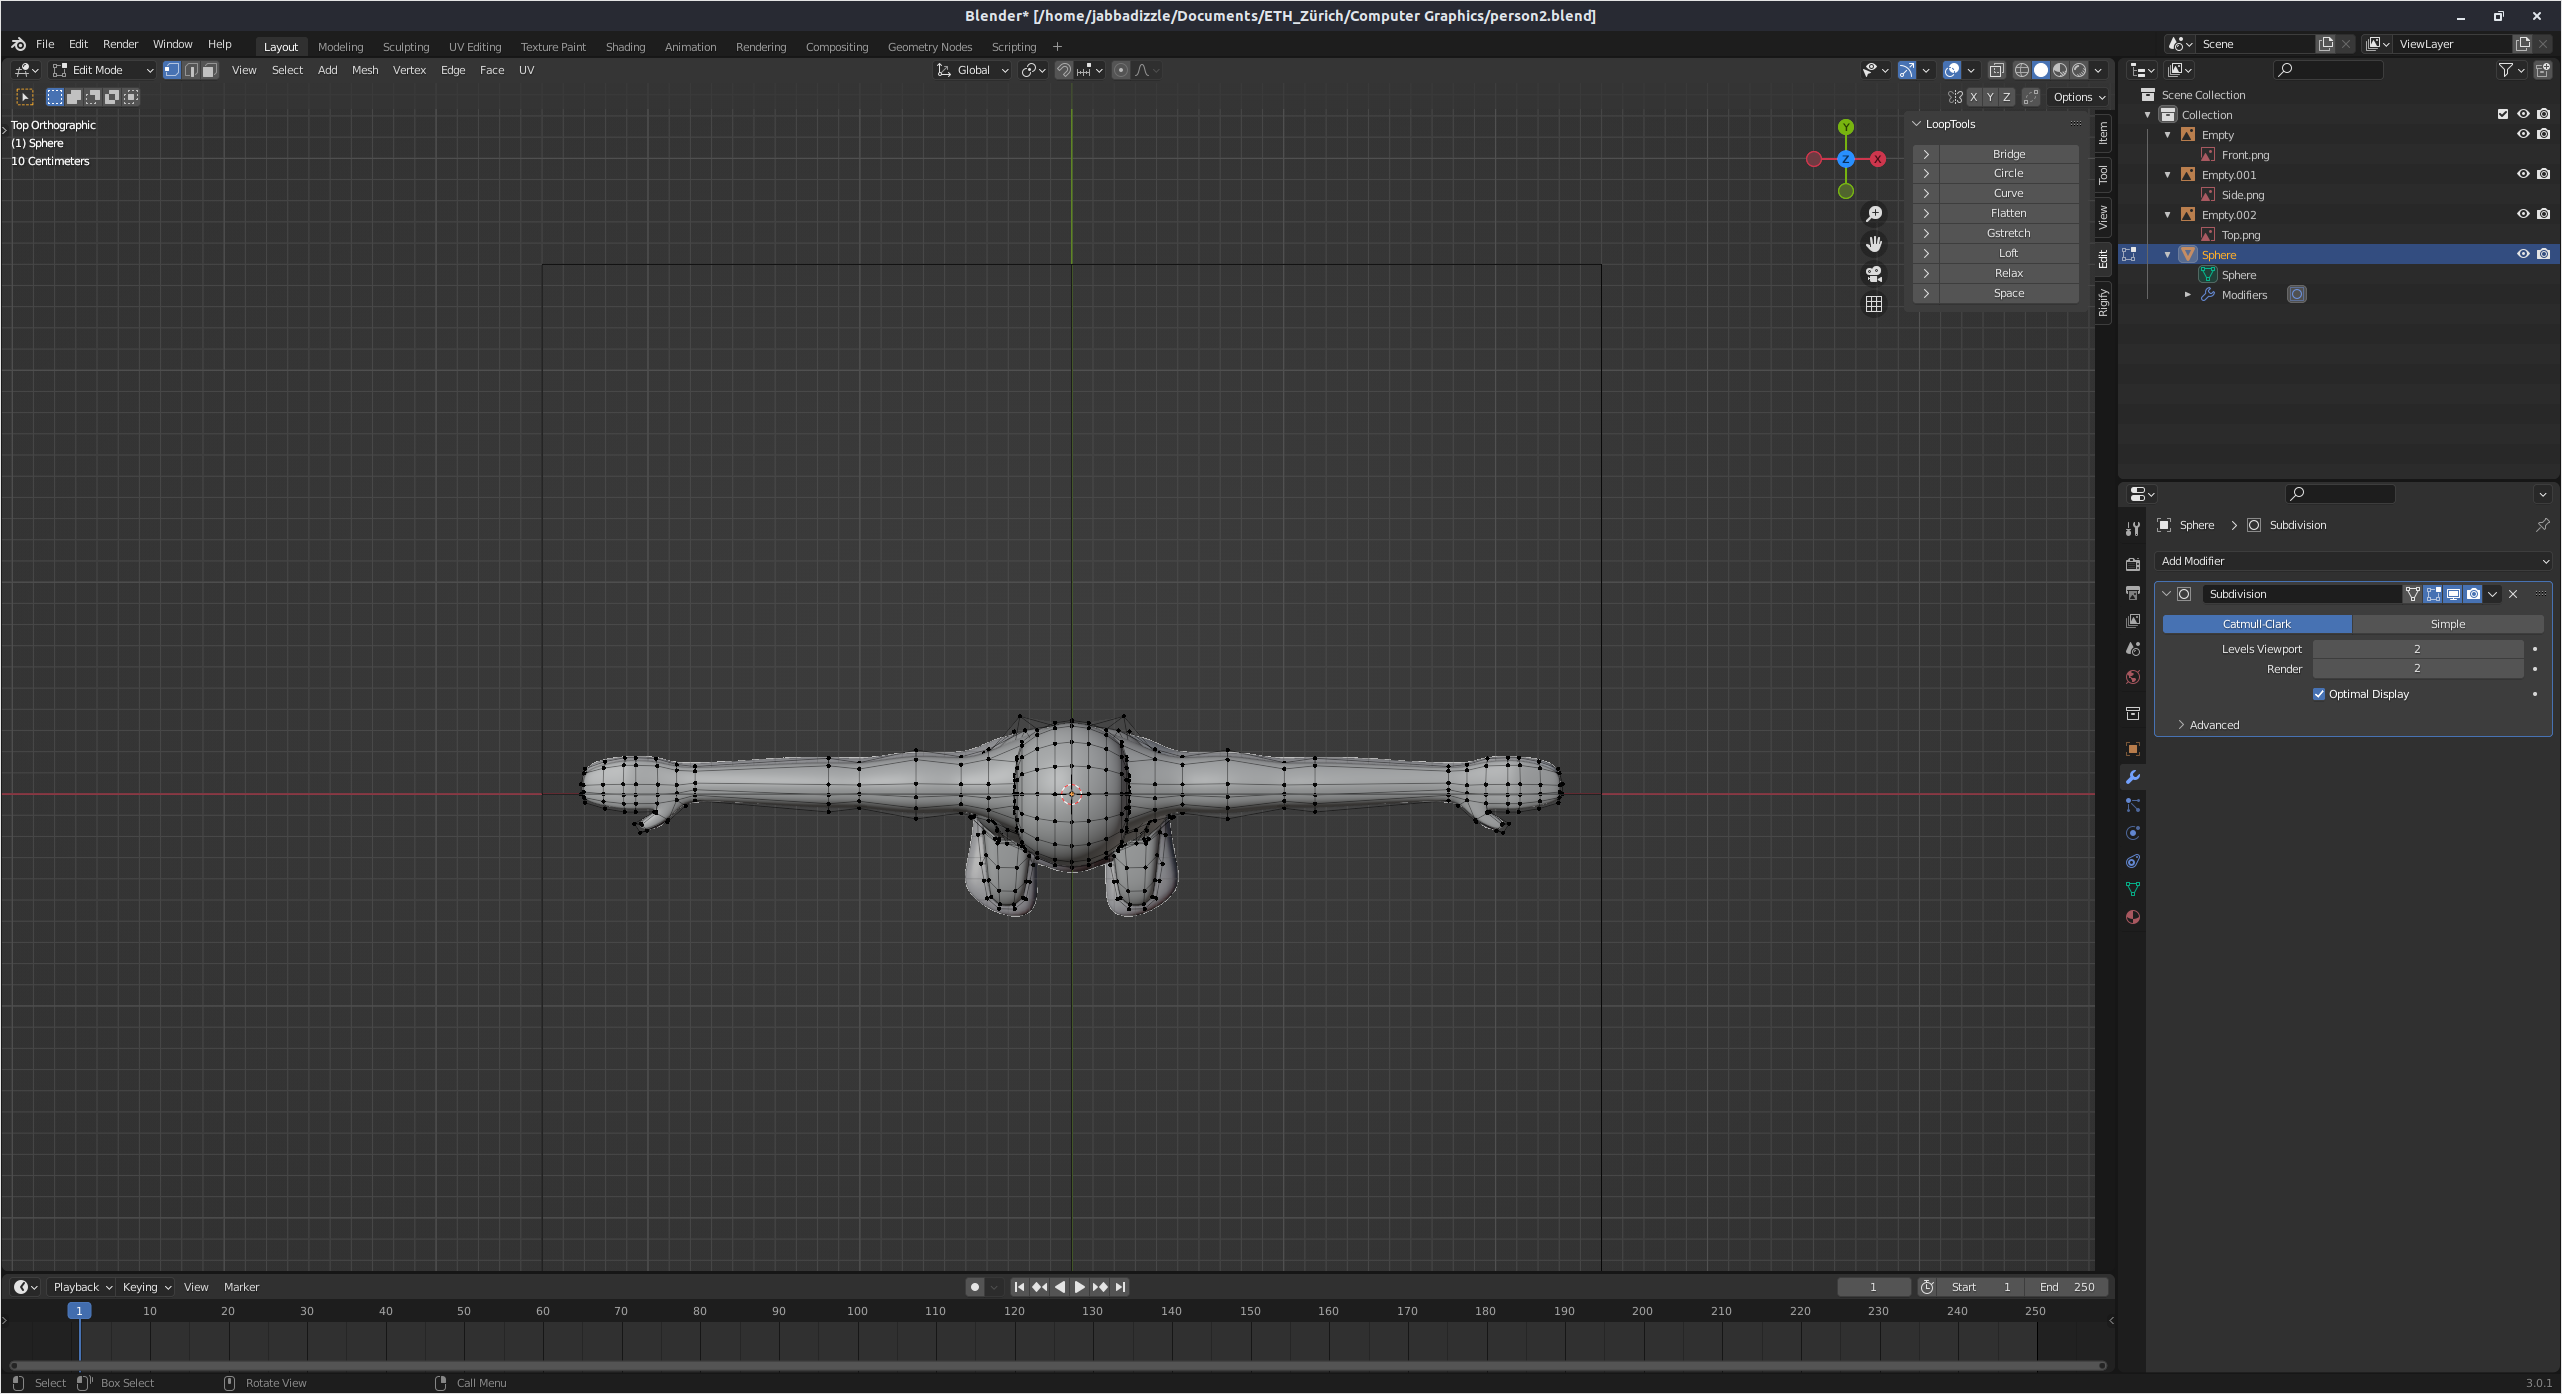 Blender* [/home/jabbadizzle/Documents/ETH_Zürich/Computer Graphics/person2.blend]
File Edit Render Window Help Layout Modeling Sculpting UV Editing Texture Paint Shading Animation Rendering Compositing Geometry Nodes Scripting + Scene ViewLayer
Edit Mode View Select Add Mesh Vertex Edge Face UV Global
X Y Z Options
Top Orthographic
(1) Sphere
10 Centimeters
Y
X
Z
LoopTools
Bridge
Circle
Curve
Flatten
Gstretch
Loft
Relax
Space
Item
Tool
View
Edit
Rigify
Scene Collection
Collection
Empty
Front.png
Empty.001
Side.png
Empty.002
Top.png
Sphere
Sphere
Modifiers
Sphere > Subdivision
Add Modifier
Subdivision
Catmull-Clark Simple
Levels Viewport 2
Render 2
Optimal Display
Advanced
Playback Keying View Marker 1 Start 1 End 250
1 10 20 30 40 50 60 70 80 90 100 110 120 130 140 150 160 170 180 190 200 210 220 230 240 250
Select Box Select Rotate View Call Menu 3.0.1